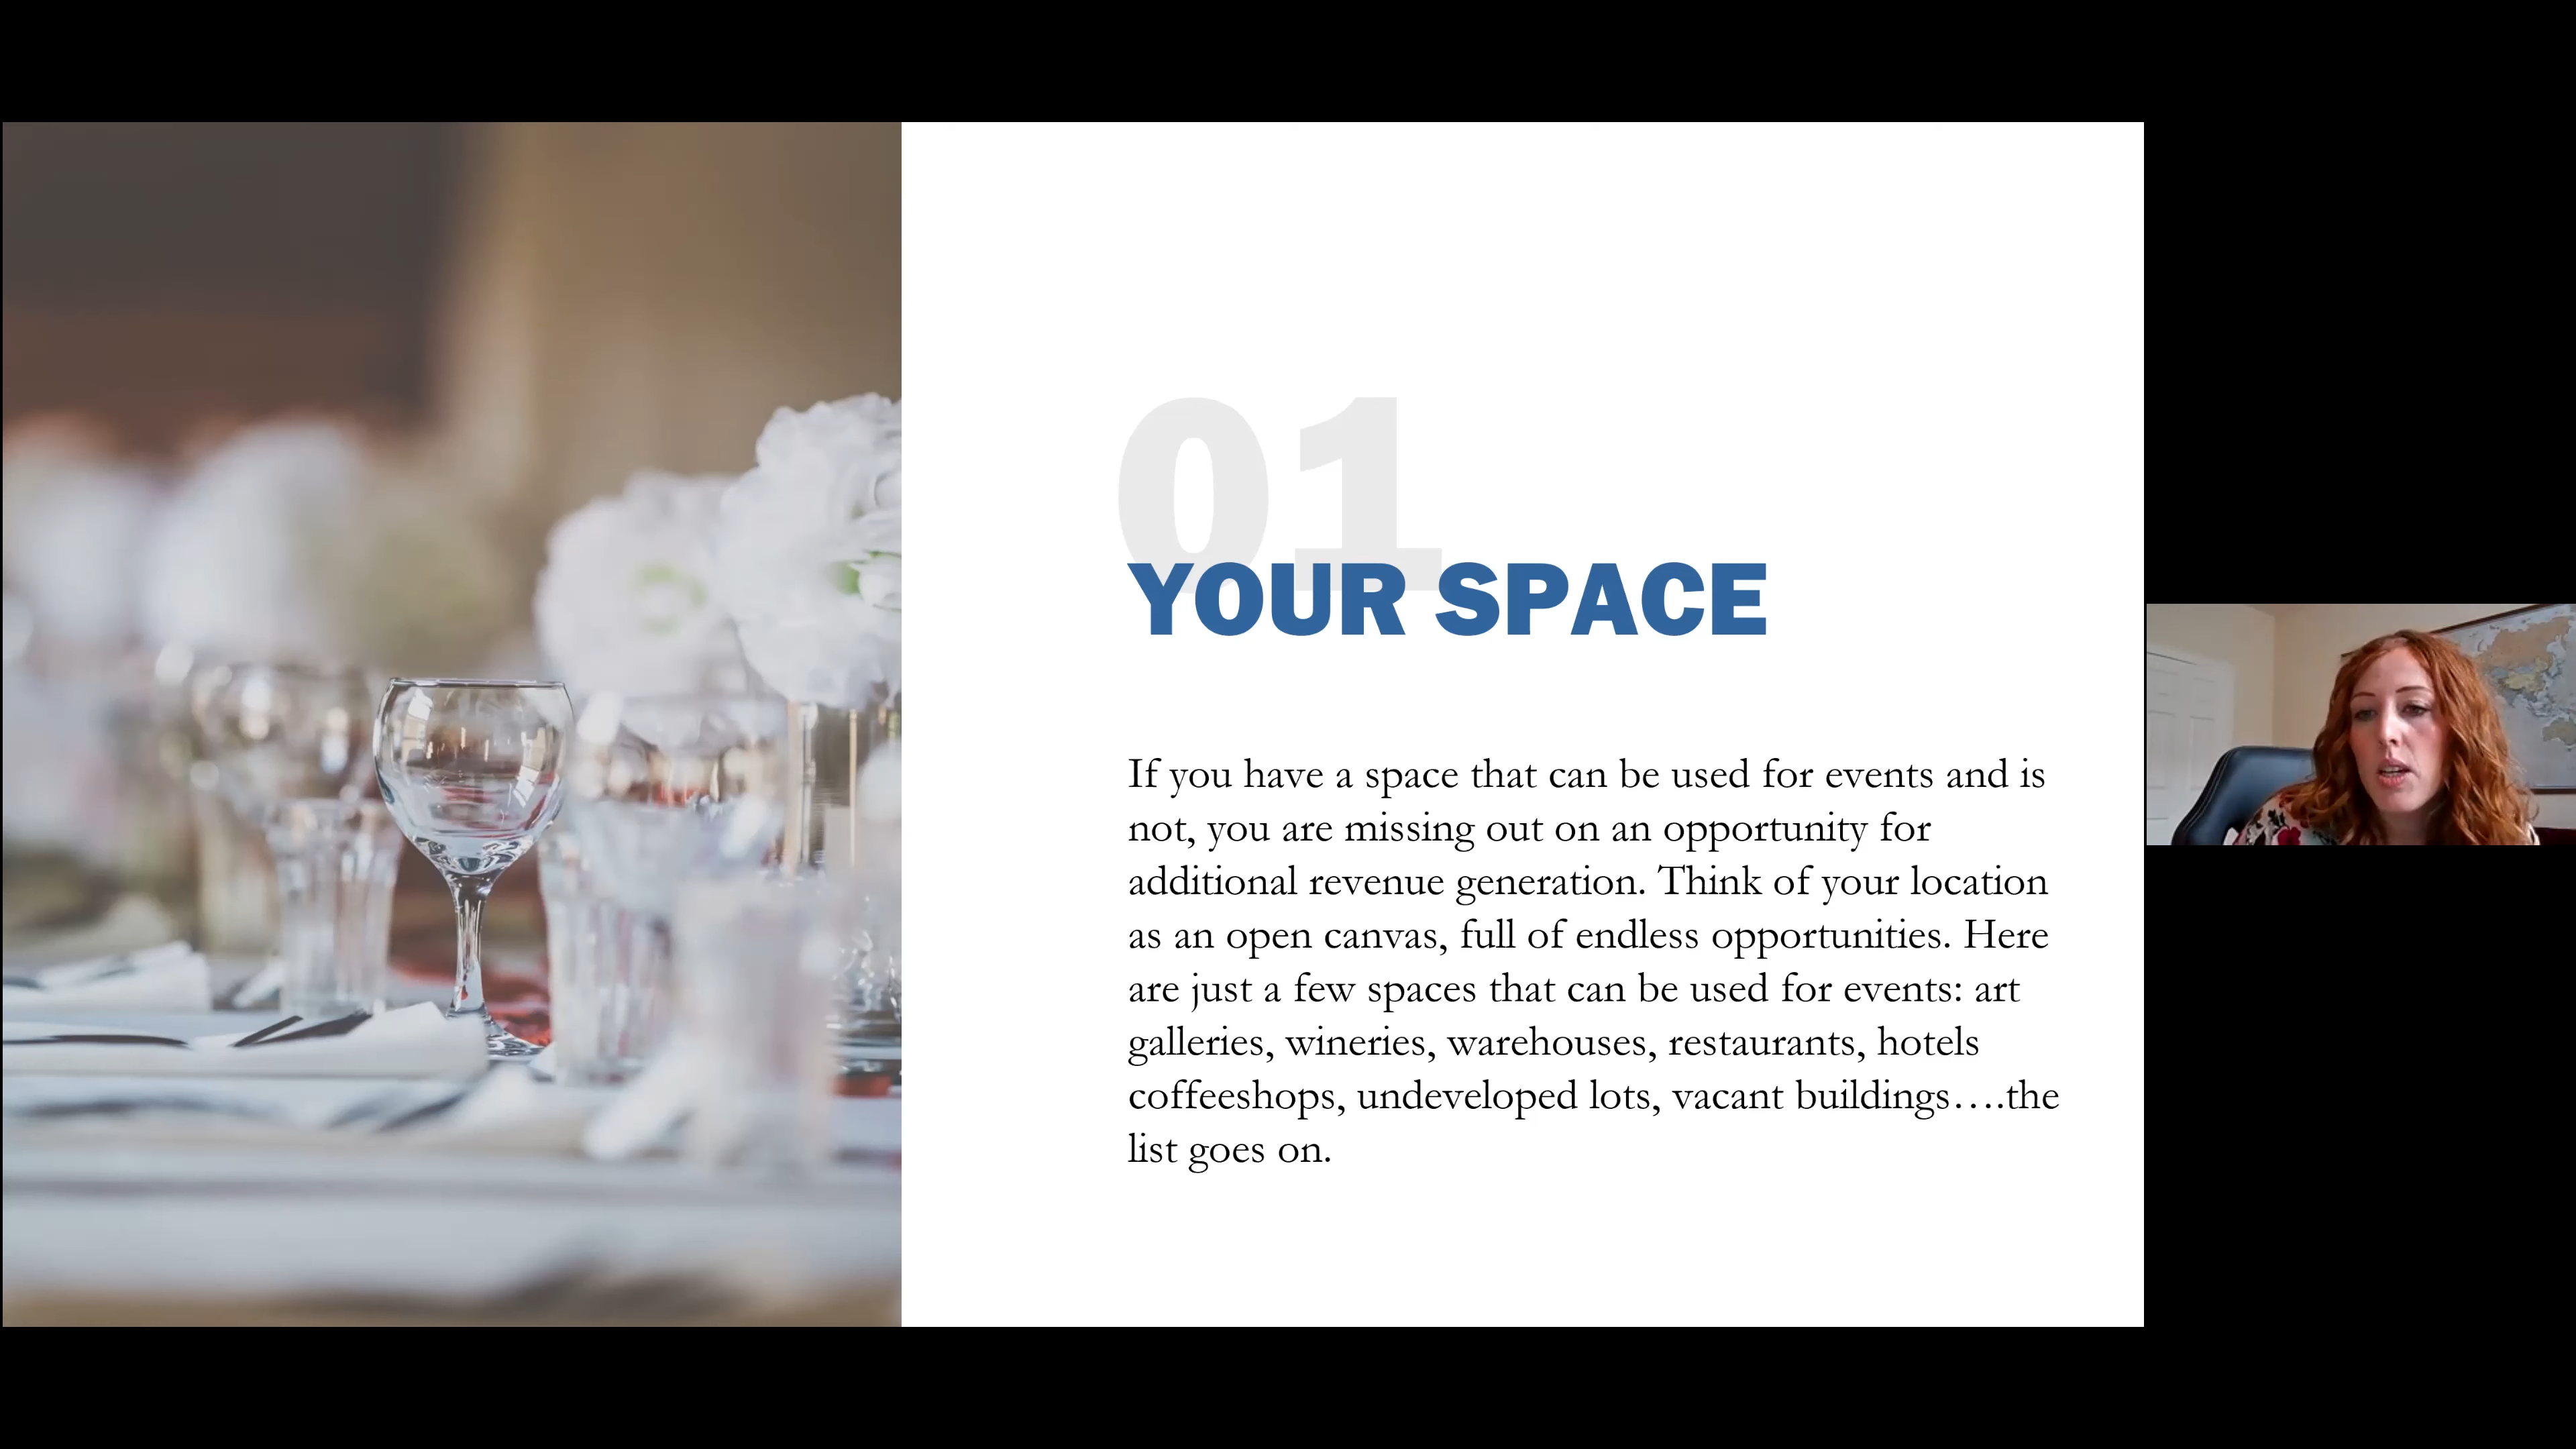 01
YOUR SPACE
If you have a space that can be used for events and is
not, you are missing out on an opportunity for
additional revenue generation. Think of your location
as an open canvas, full of endless opportunities. Here
are just a few spaces that can be used for events: art
galleries, wineries, warehouses, restaurants, hotels
coffeeshops, undeveloped lots, vacant buildings….the
list goes on.